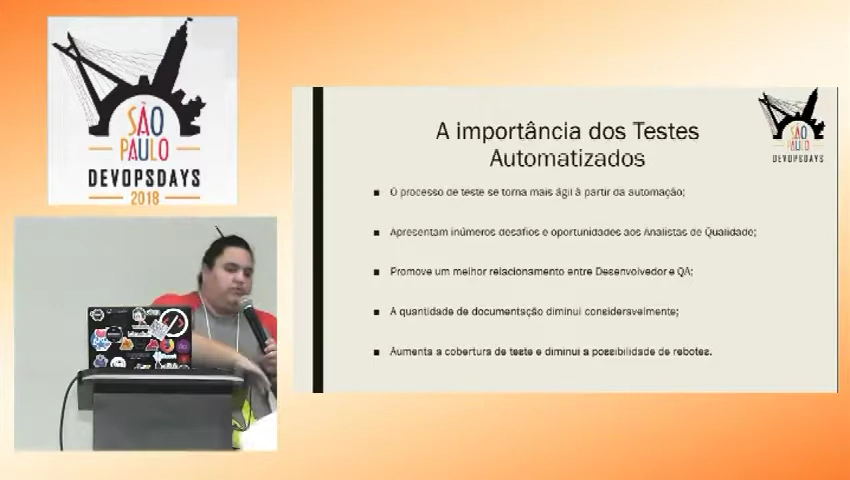 SÃO
PAULO
DEVOPSDAYS
2018
A importância dos Testes
Automatizados
O processo de teste se torna mais ágil à partir da automação;
Apresentam inúmeros desafios e oportunidades aos Analistas de Qualidade;
Promove um melhor relacionamento entre Desenvolvedor e QA;
A quantidade de documentação diminui consideravelmente;
Aumenta a cobertura de teste e diminui a possibilidade de rebotes.
SÃO
PAULO
DEVOPSDAYS